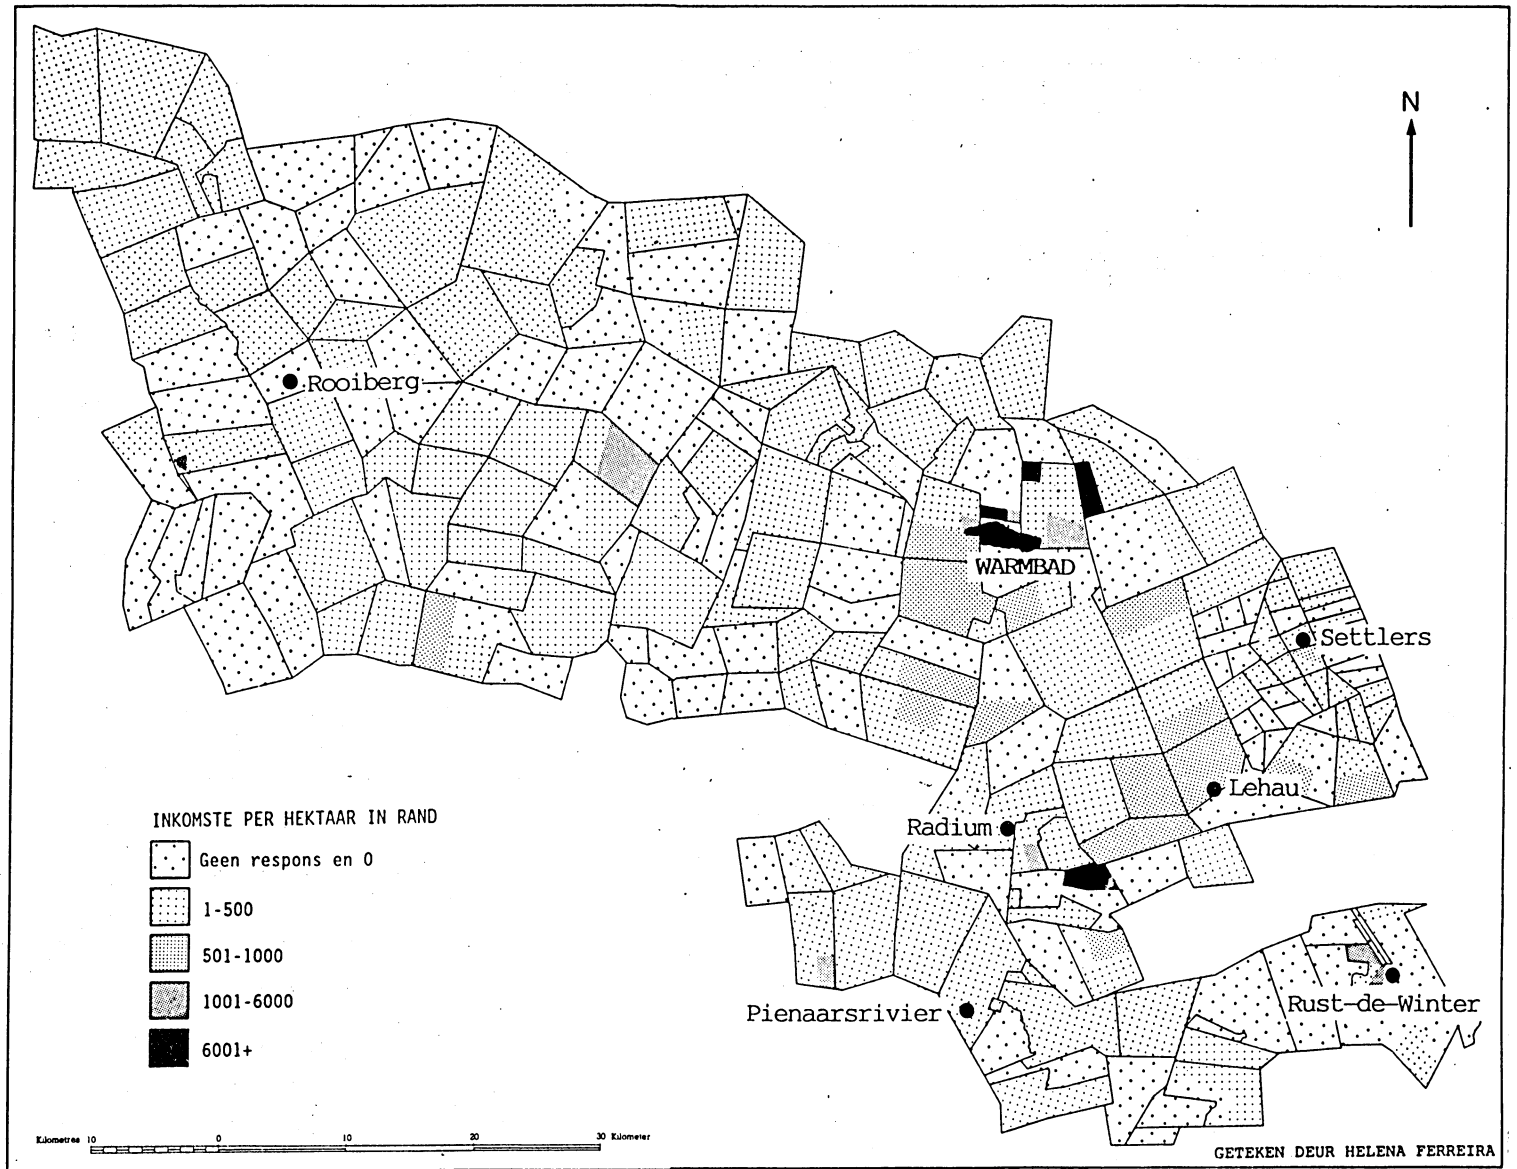 N
Rooiberg
WARMBAD
Settlers
Lehau
Radium
Pienaarsrivier
Rust-de-Winter
INKOMSTE PER HEKTAAR IN RAND
Geen respons en 0
1-500
501-1000
1001-6000
6001+
Kilometres 10 0 10 20 30 Kilometer
GETEKEN DEUR HELENA FERREIRA